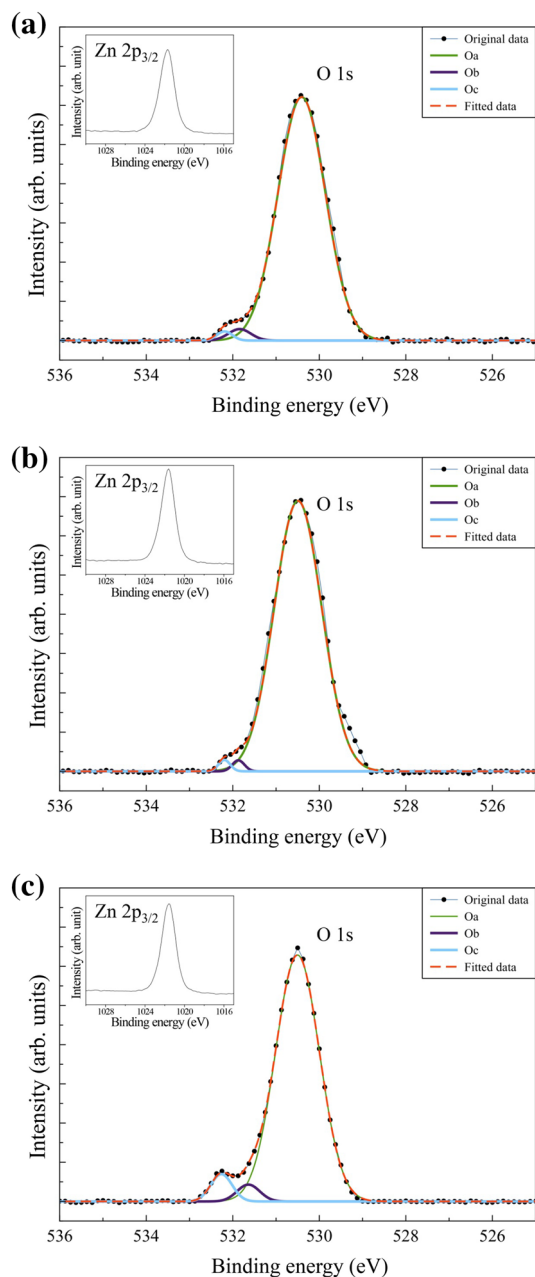 (a)
Zn 2p3/2
Intensity (arb. unit)
1028 1024 1020 1016
Binding energy (eV)
O 1s
Original data
Oa
Ob
Oc
Fitted data
Intensity (arb. units)
536 534 532 530 528 526
Binding energy (eV)
(b)
Zn 2p3/2
Intensity (arb. unit)
1028 1024 1020 1016
Binding energy (eV)
O 1s
Original data
Oa
Ob
Oc
Fitted data
Intensity (arb. units)
536 534 532 530 528 526
Binding energy (eV)
(c)
Zn 2p3/2
Intensity (arb. unit)
1028 1024 1020 1016
Binding energy (eV)
O 1s
Original data
Oa
Ob
Oc
Fitted data
Intensity (arb. units)
536 534 532 530 528 526
Binding energy (eV)